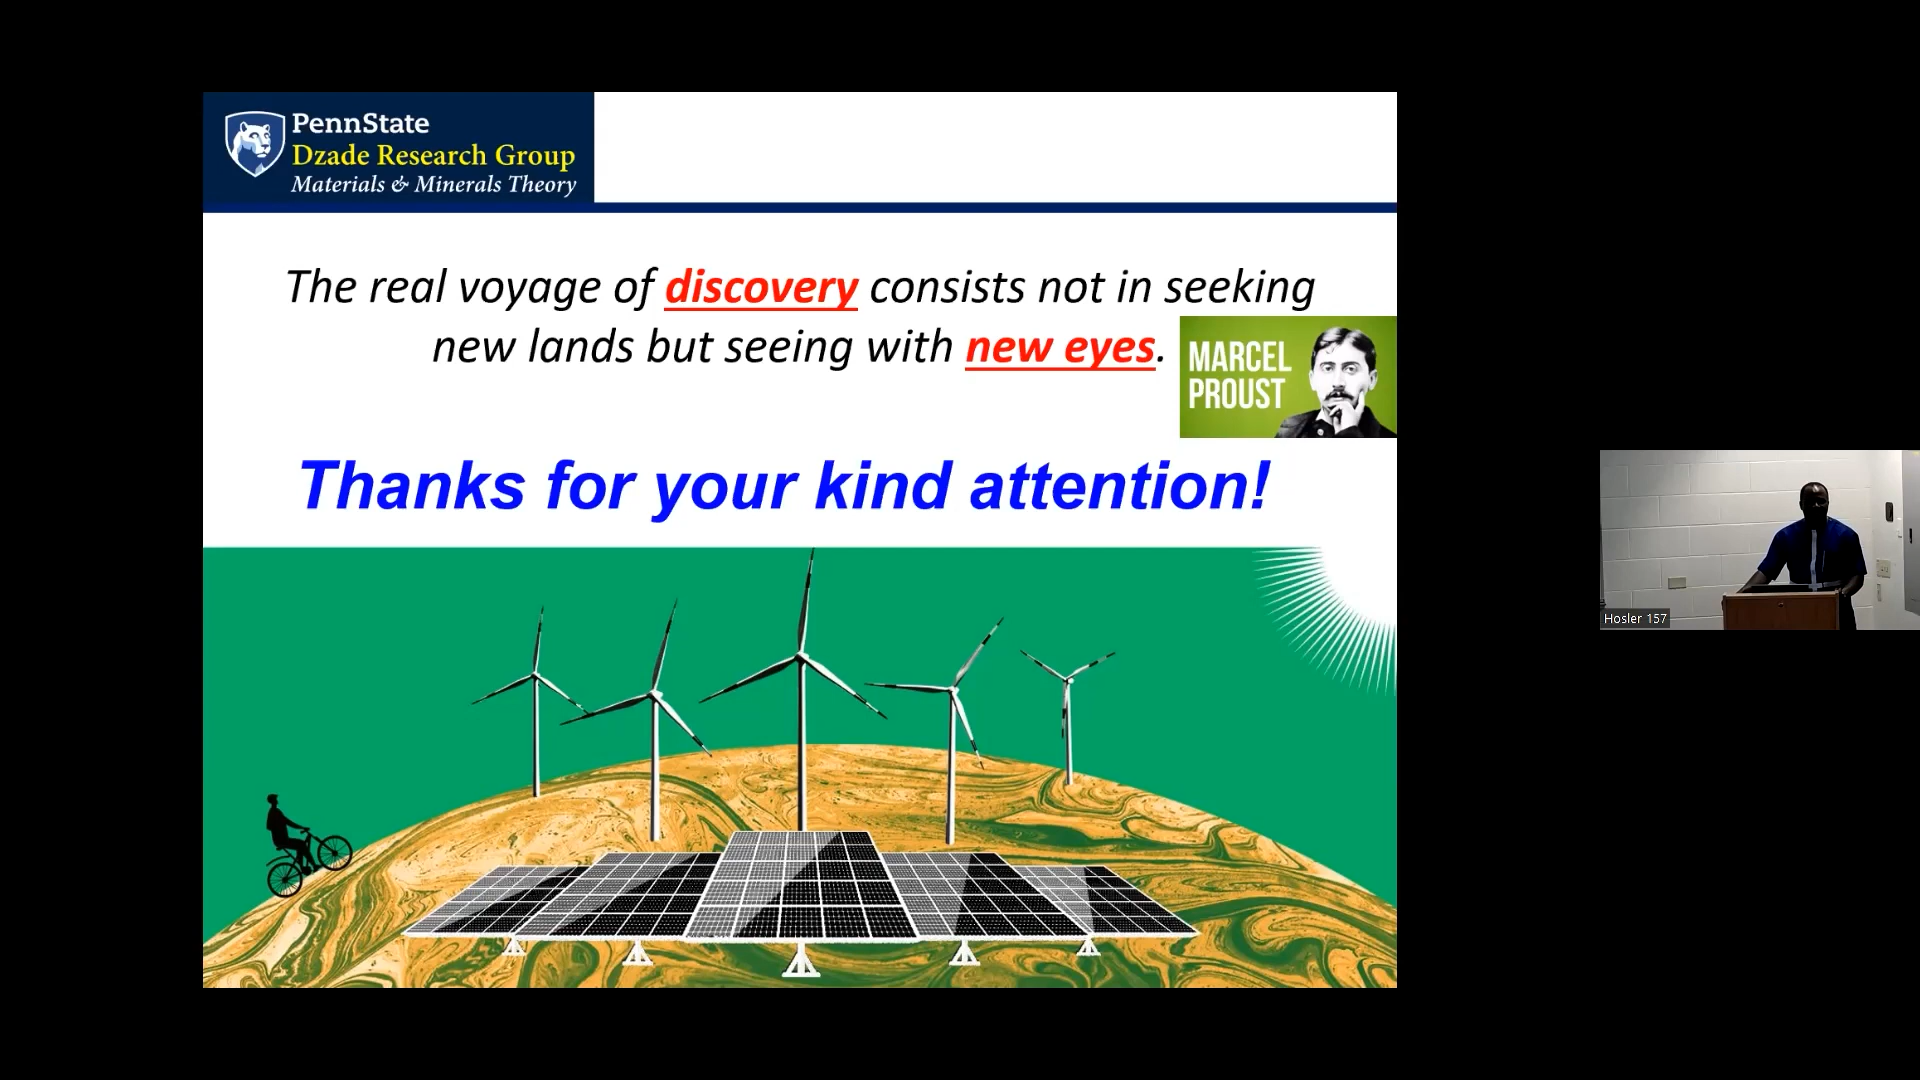 PennState
Dzade Research Group
Materials & Minerals Theory
The real voyage of discovery consists not in seeking
new lands but seeing with new eyes.
MARCEL
PROUST
Thanks for your kind attention!
Hosler 157